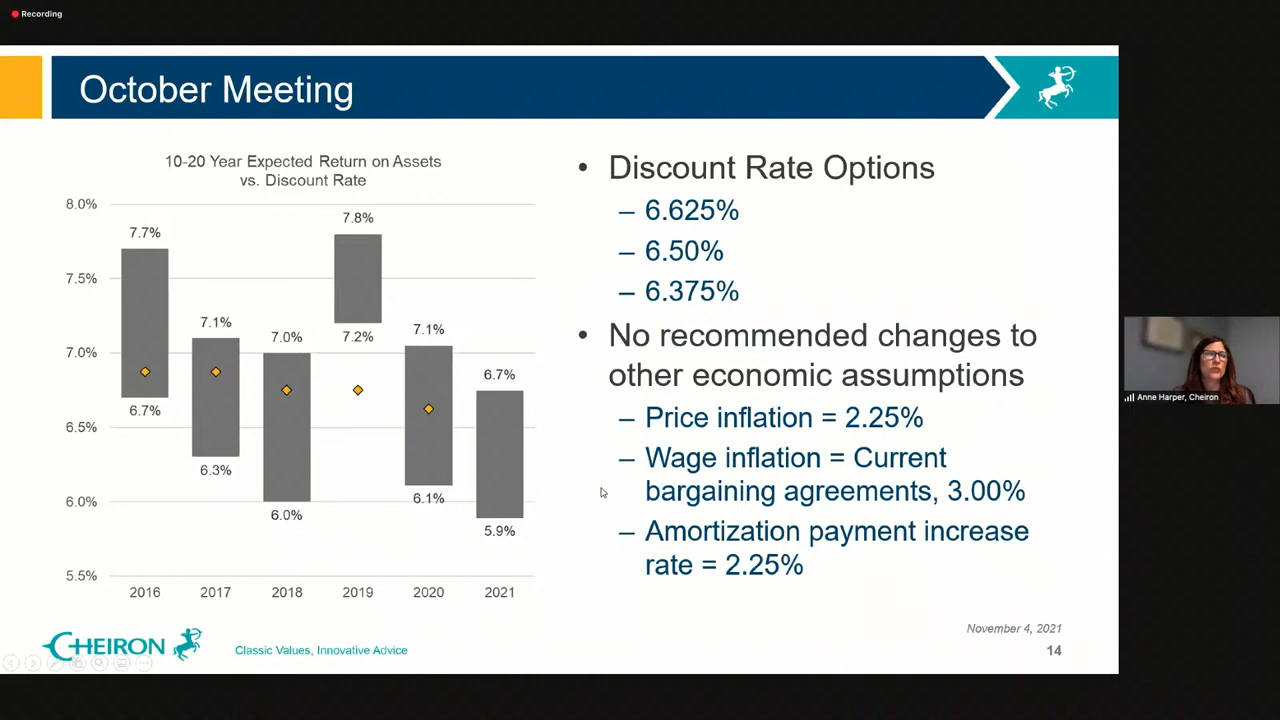 Recording
October Meeting
10-20 Year Expected Return on Assets
vs. Discount Rate
8.0%
7.5%
7.0%
6.5%
6.0%
5.5%
7.7%
6.7%
7.1%
6.3%
7.0%
6.0%
7.8%
7.2%
7.1%
6.1%
6.7%
5.9%
2016 2017 2018 2019 2020 2021
• Discount Rate Options
– 6.625%
– 6.50%
– 6.375%
• No recommended changes to
other economic assumptions
– Price inflation = 2.25%
– Wage inflation = Current
bargaining agreements, 3.00%
– Amortization payment increase
rate = 2.25%
Anne Harper, Cheiron
CHEIRON
Classic Values, Innovative Advice
November 4, 2021
14